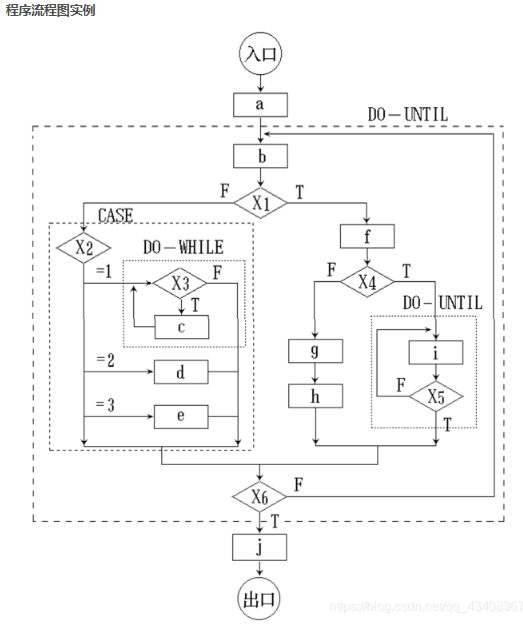 程序流程图实例
入口
a
DO－UNTIL
b
F
X1
T
CASE
X2
DO－WHILE
f
=1
X3
F
F
X4
T
T
DO－UNTIL
c
g
i
=2
d
F
X5
h
=3
e
T
X6
F
T
j
出口
https://blog.csdn.net/qq_43408367